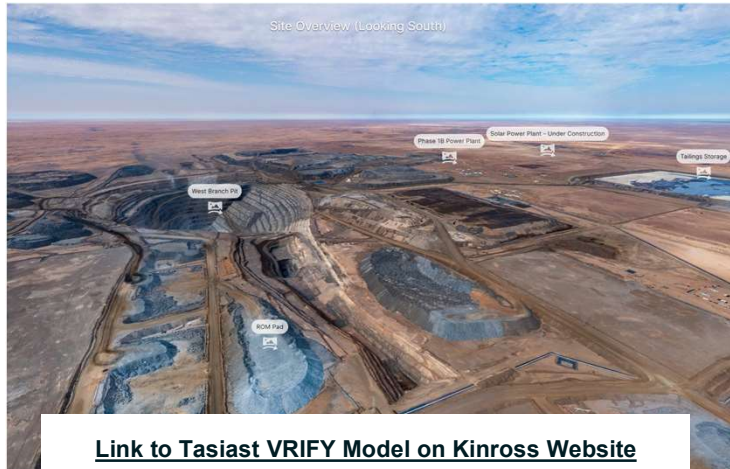 Site Overview (Looking South)
Solar Power Plant - Under Construction
Phase 1B Power Plant
Tailings Storage
West Branch Pit
ROM Pad
Link to Tasiast VRIFY Model on Kinross Website